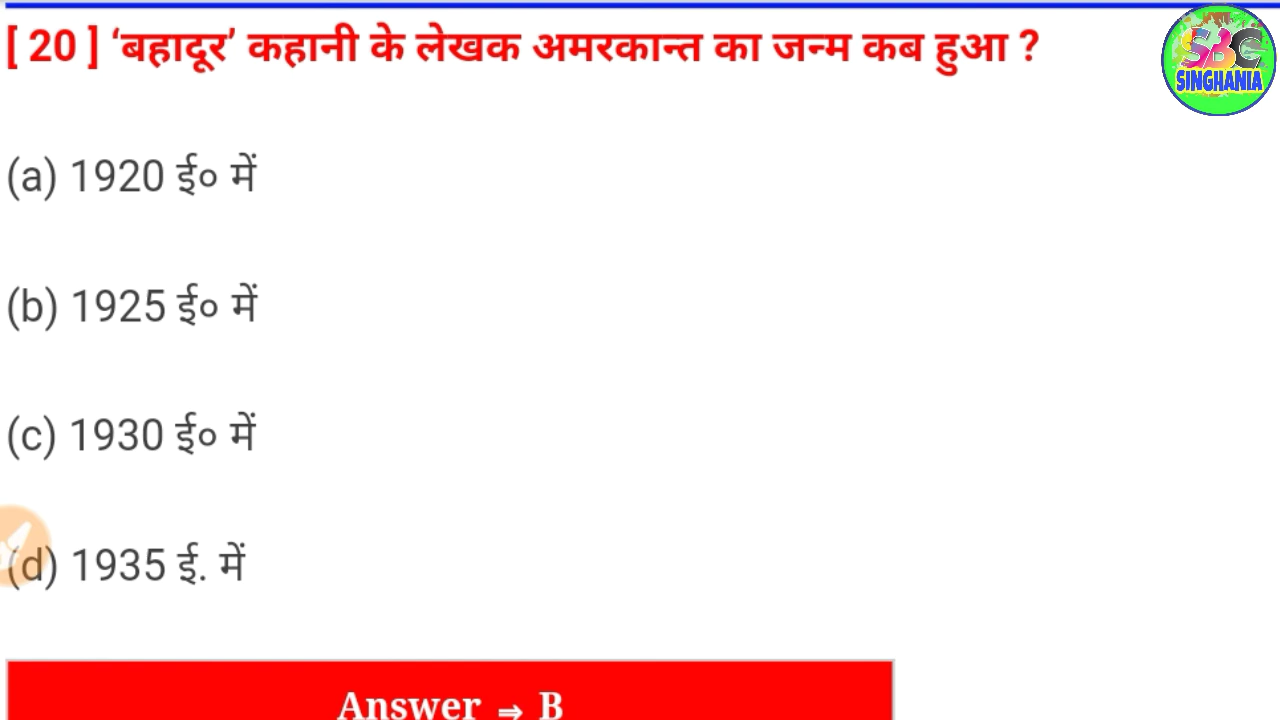 [ 20 ] ‘बहादूर’ कहानी के लेखक अमरकान्त का जन्म कब हुआ ?
SBG
SINGHANIA
(a) 1920 ई० में
(b) 1925 ई० में
(c) 1930 ई० में
(d) 1935 ई. में
Answer ⇒ B